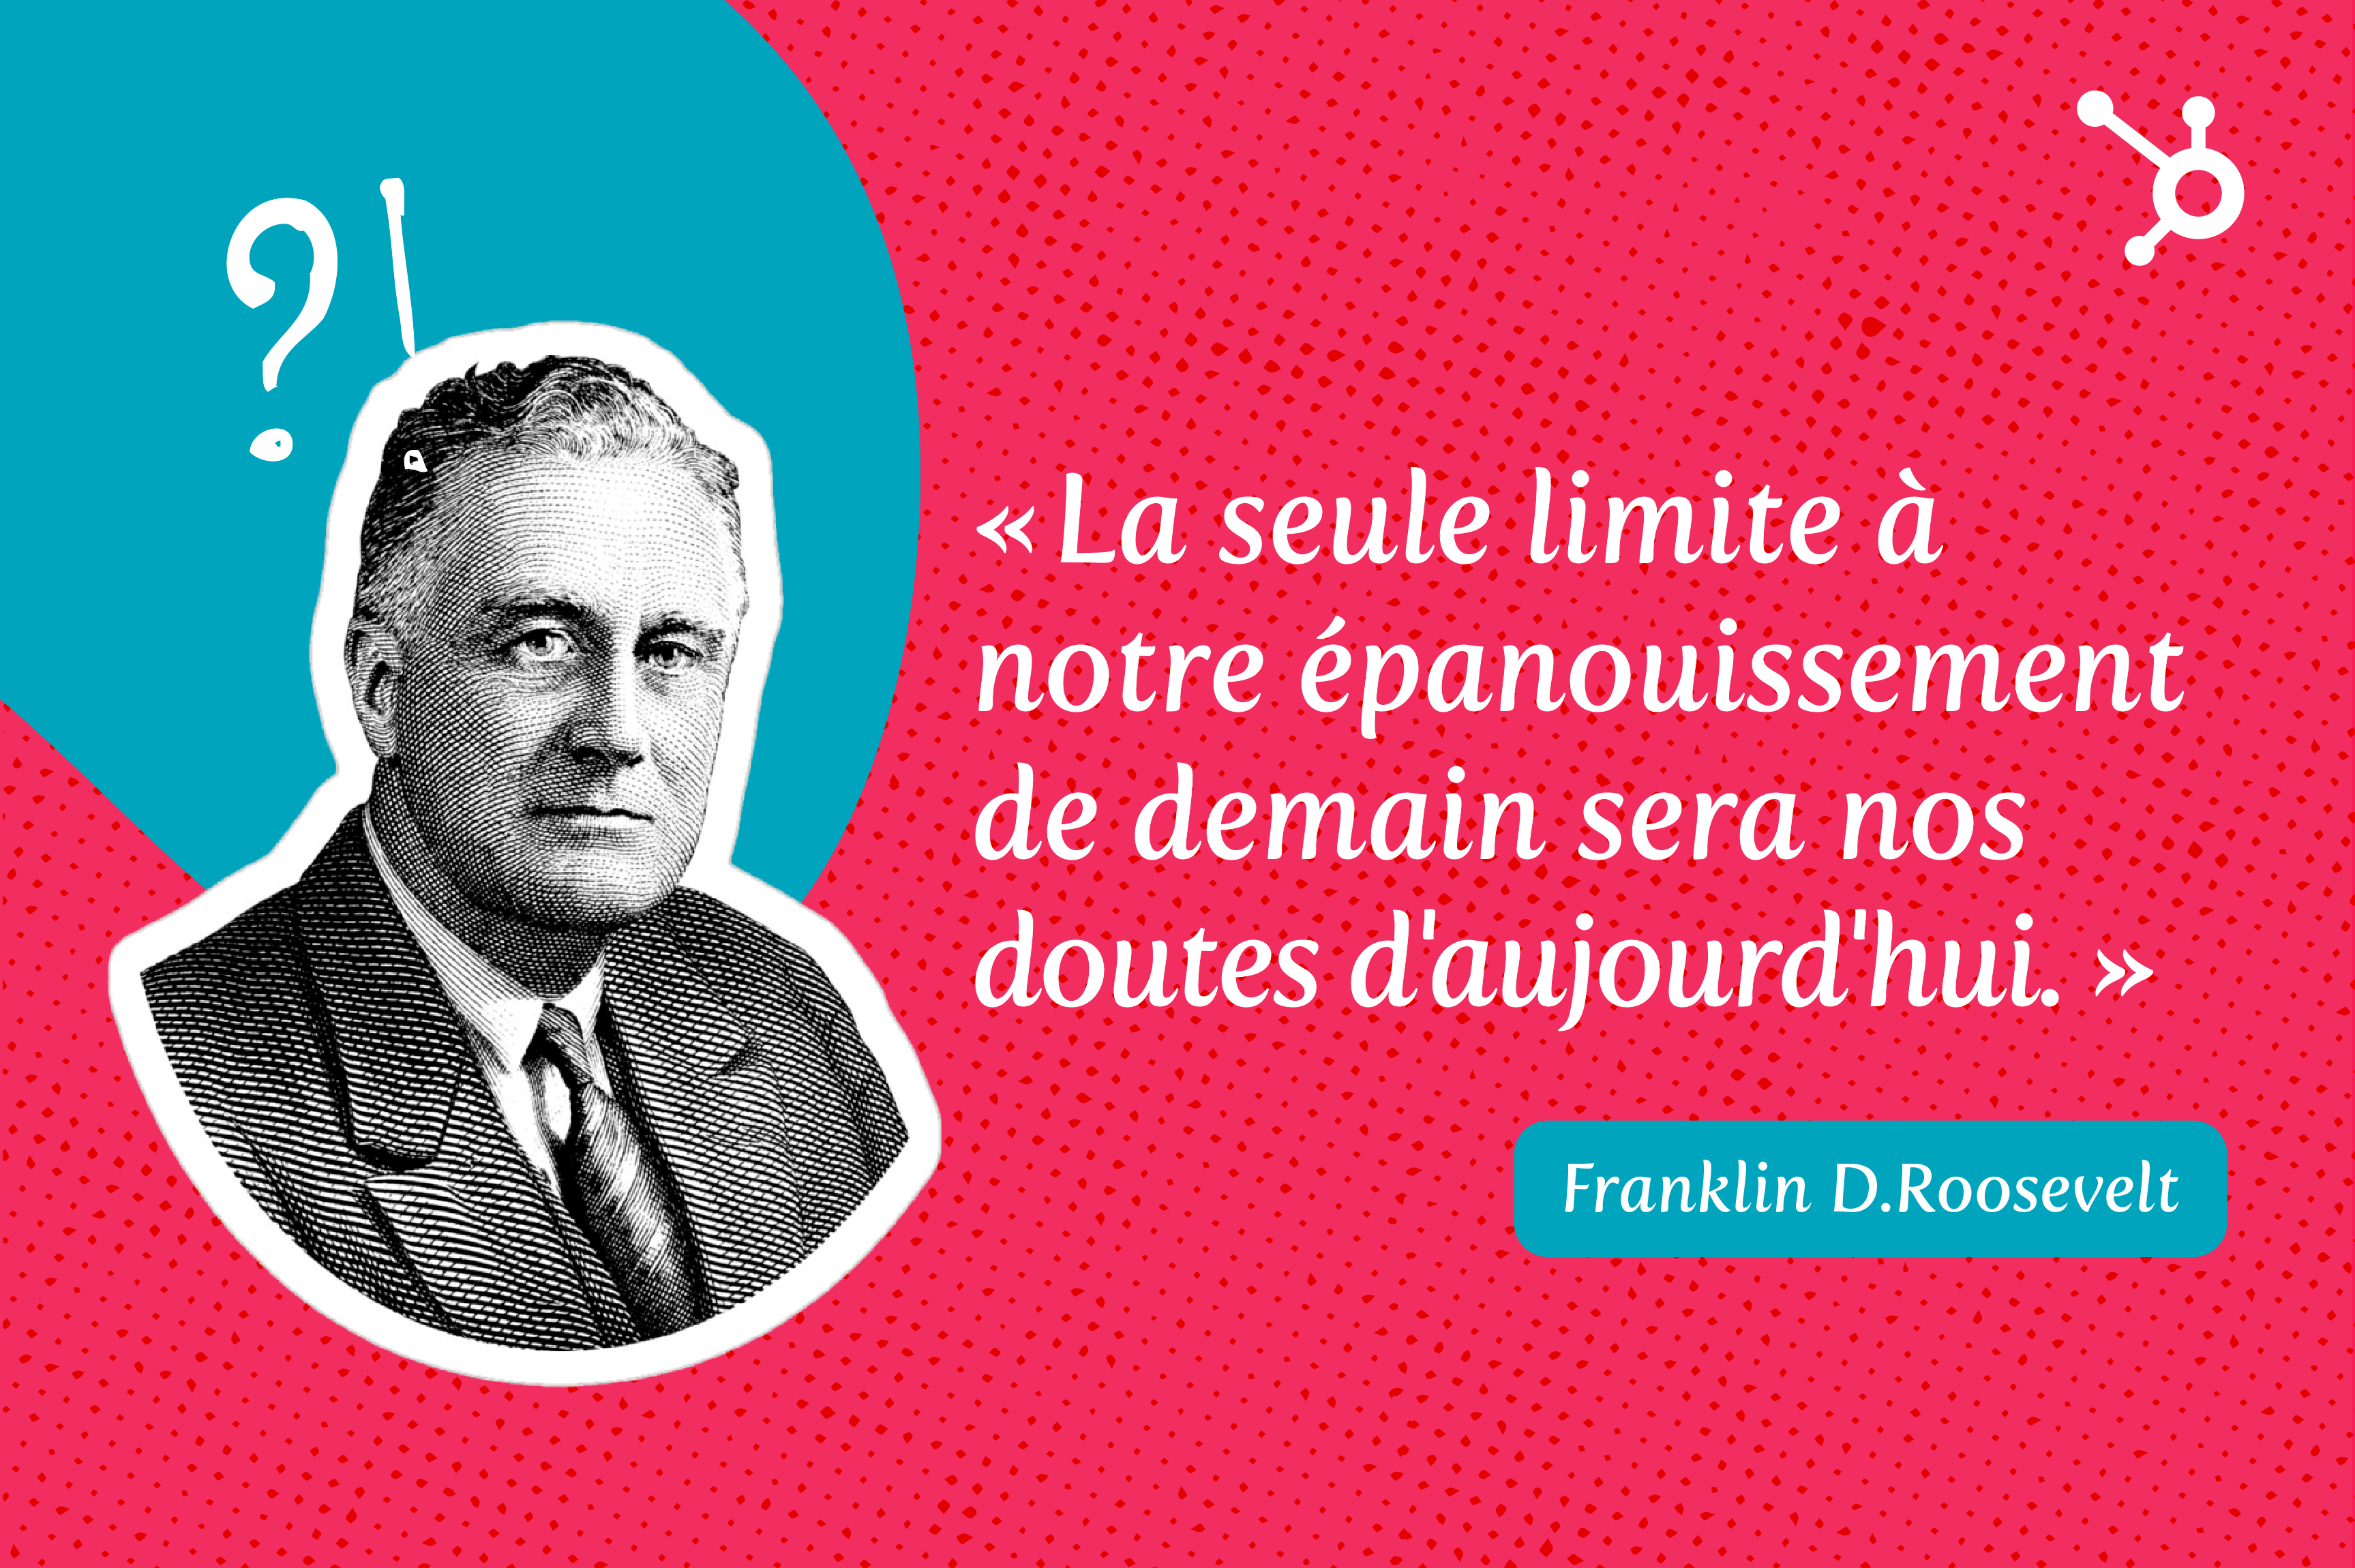 ?!
« La seule limite à
notre épanouissement
de demain sera nos
doutes d'aujourd'hui. »
Franklin D.Roosevelt